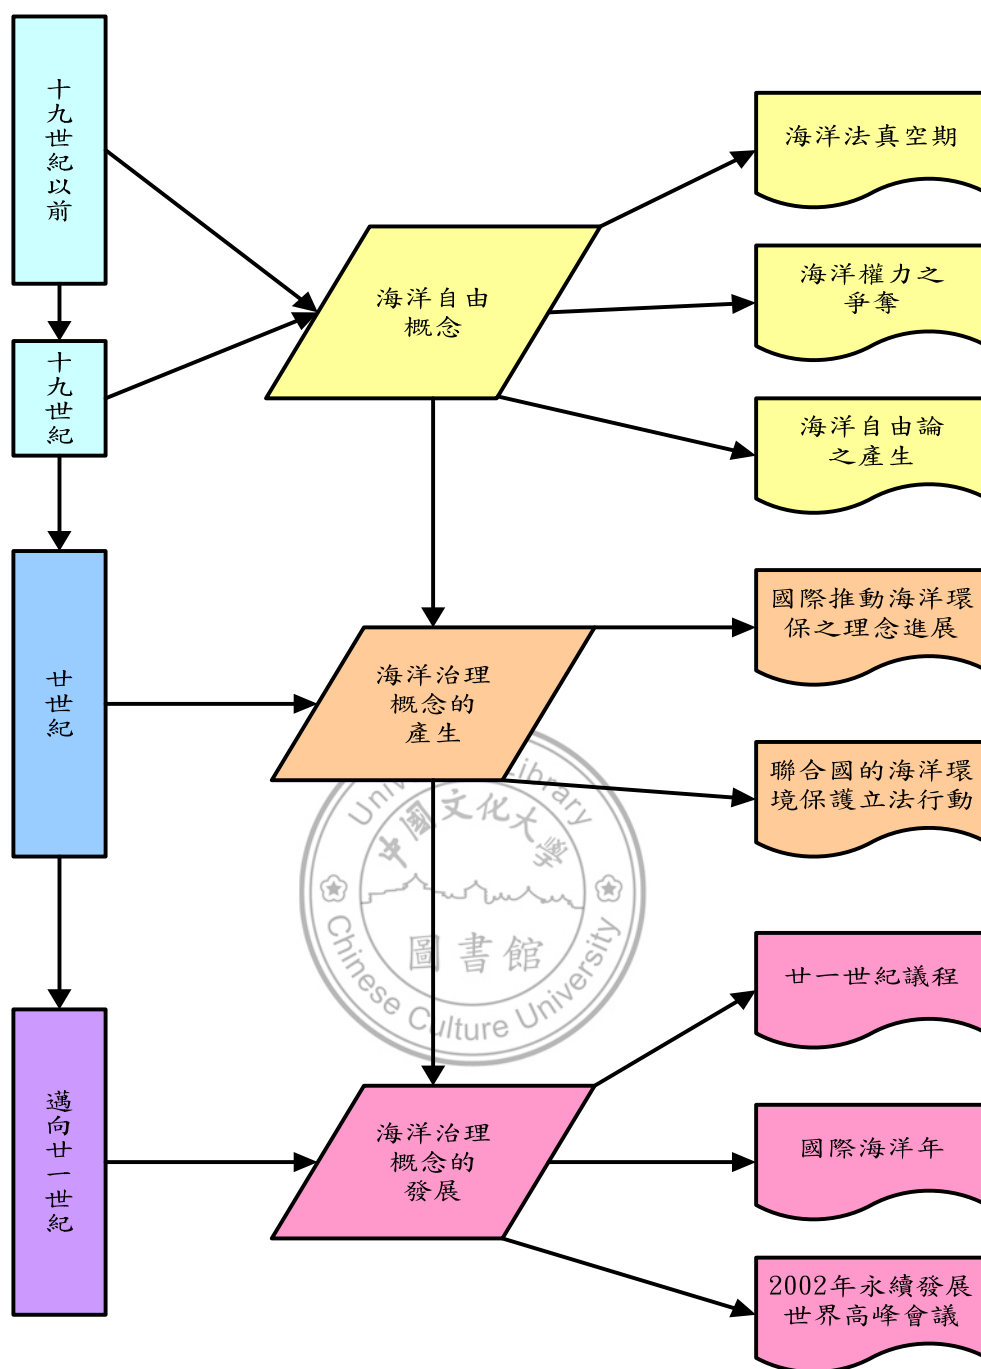 十九世紀以前
海洋法真空期
海洋自由
概念
海洋權力之
爭奪
十九世紀
海洋自由論
之產生
廿世紀
海洋治理
概念的
產生
國際推動海洋環
保之理念進展
聯合國的海洋環
境保護立法行動
University Library
中國文化大學
圖書館
Chinese Culture University
邁向廿一世紀
海洋治理
概念的
發展
廿一世紀議程
國際海洋年
2002年永續發展
世界高峰會議